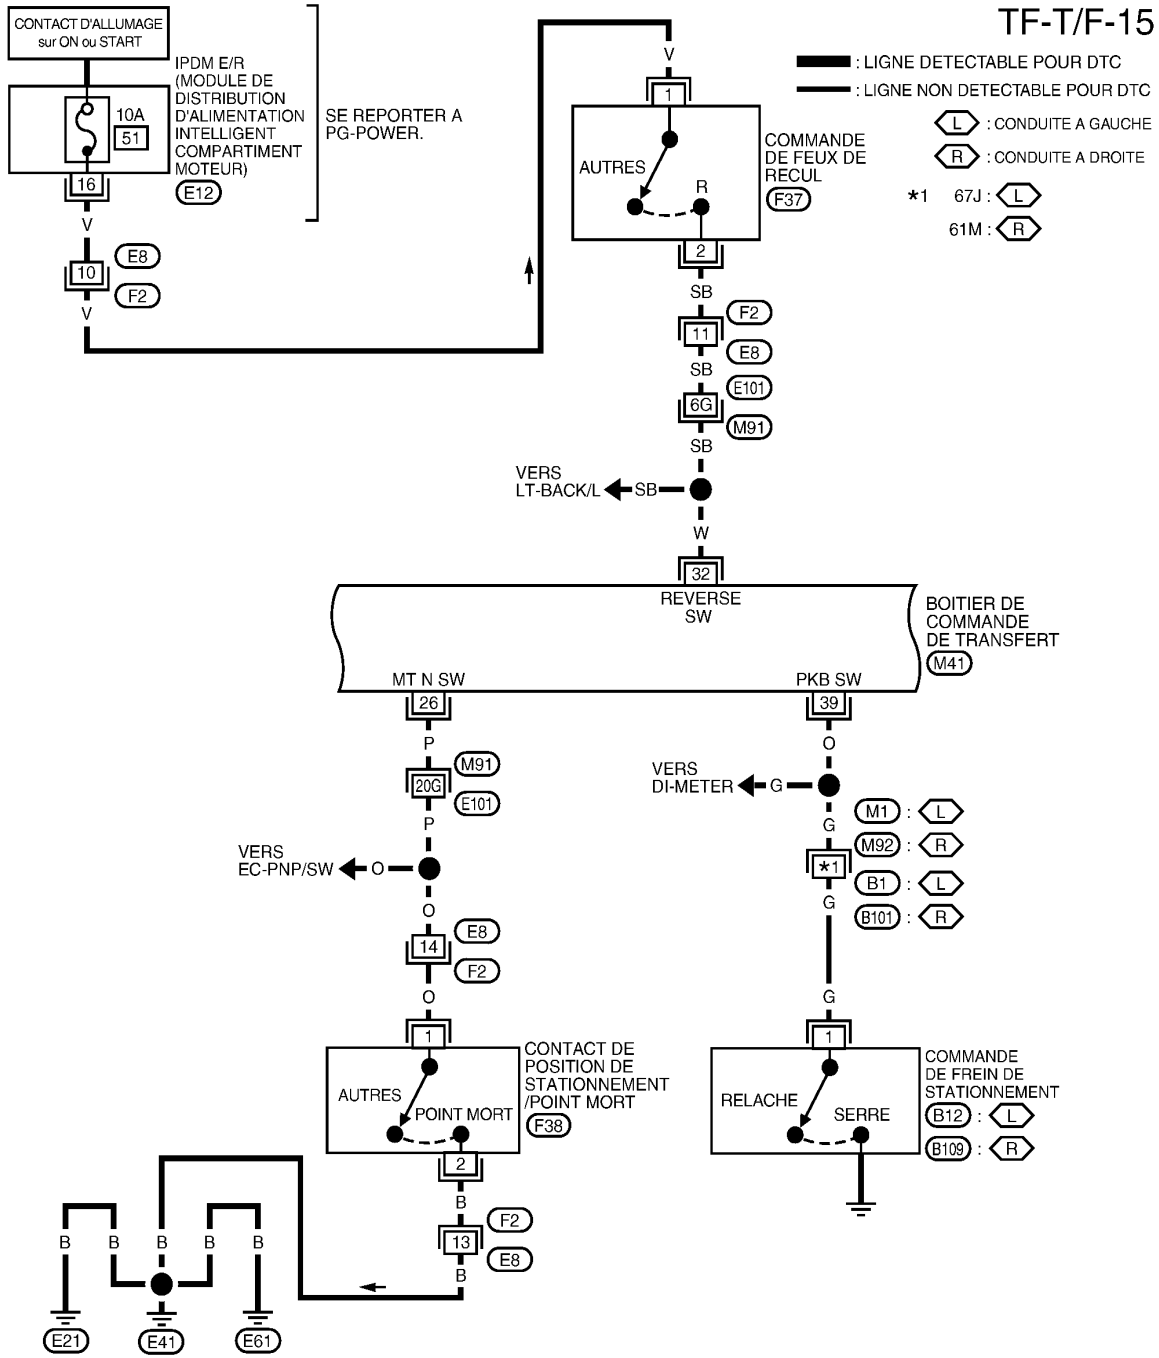 TF-T/F-15
CONTACT D'ALLUMAGE
sur ON ou START
10A
51
16
IPDM E/R
(MODULE DE
DISTRIBUTION
D'ALIMENTATION
INTELLIGENT
COMPARTIMENT
MOTEUR)
E12
SE REPORTER A
PG-POWER.
V
10
E8
F2
V
V
1
AUTRES
R
2
COMMANDE
DE FEUX DE
RECUL
F37
: LIGNE DETECTABLE POUR DTC
: LIGNE NON DETECTABLE POUR DTC
L : CONDUITE A GAUCHE
R : CONDUITE A DROITE
*1 67J : L
61M : R
SB
11
F2
E8
SB
6G
E101
M91
SB
VERS
LT-BACK/L
SB
W
32
REVERSE
SW
BOITIER DE
COMMANDE
DE TRANSFERT
M41
MT N SW
PKB SW
26
39
P
20G
M91
E101
P
VERS
EC-PNP/SW
O
O
14
E8
F2
O
1
AUTRES
POINT MORT
2
CONTACT DE
POSITION DE
STATIONNEMENT
/POINT MORT
F38
O
VERS
DI-METER
G
G
*1
M1 : L
M92 : R
B1 : L
B101 : R
G
G
1
RELACHE
SERRE
COMMANDE
DE FREIN DE
STATIONNEMENT
B12 : L
B109 : R
B
13
F2
E8
B
B
B
B
B
B
E21
E41
E61